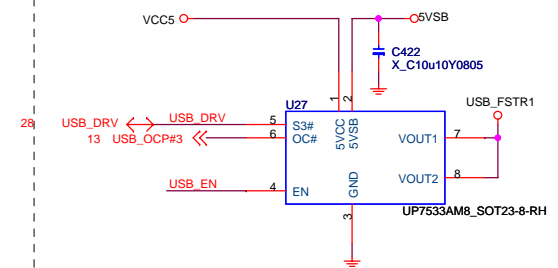 VCC5
5VSB
C422
X_C10u10Y0805
USB_FSTR1
U27
1
2
5VCC
5VSB
28
USB_DRV
USB_DRV
5
S3#
13
USB_OCP#3
6
OC#
VOUT1
7
USB_EN
4
EN
GND
VOUT2
8
3
UP7533AM8_SOT23-8-RH